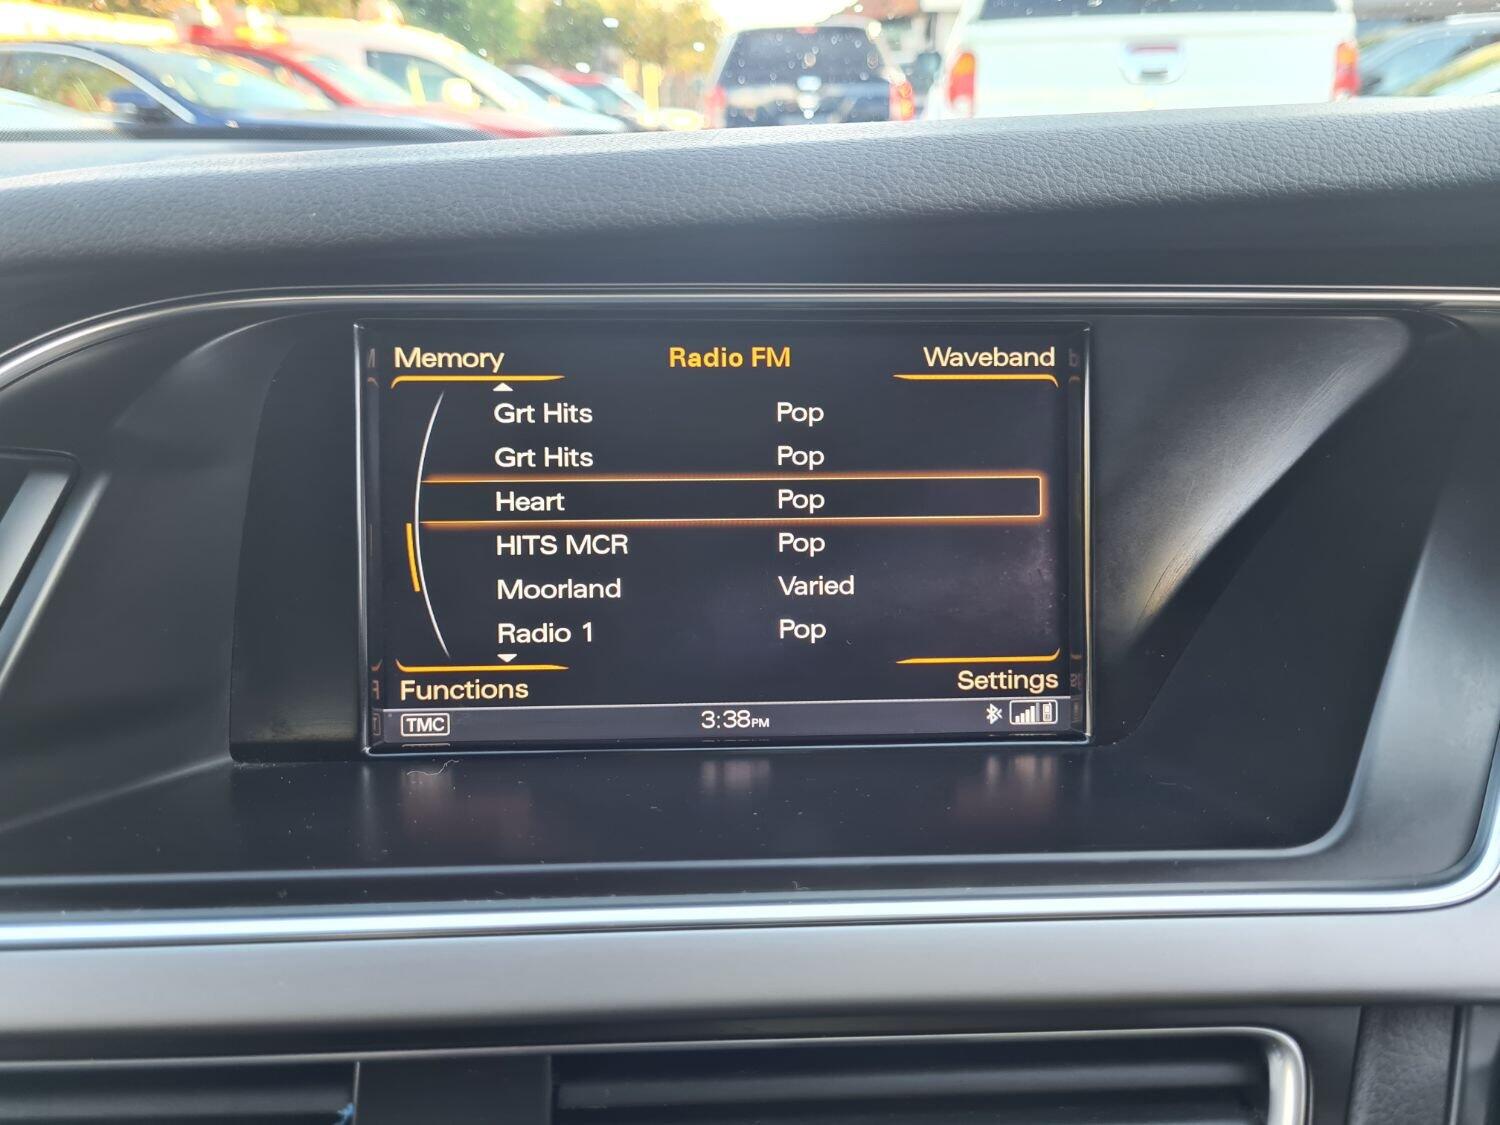 Memory Radio FM Waveband
Grt Hits Pop
Grt Hits Pop
Heart Pop
HITS MCR Pop
Moorland Varied
Radio 1 Pop
Functions Settings
TMC 3:38PM